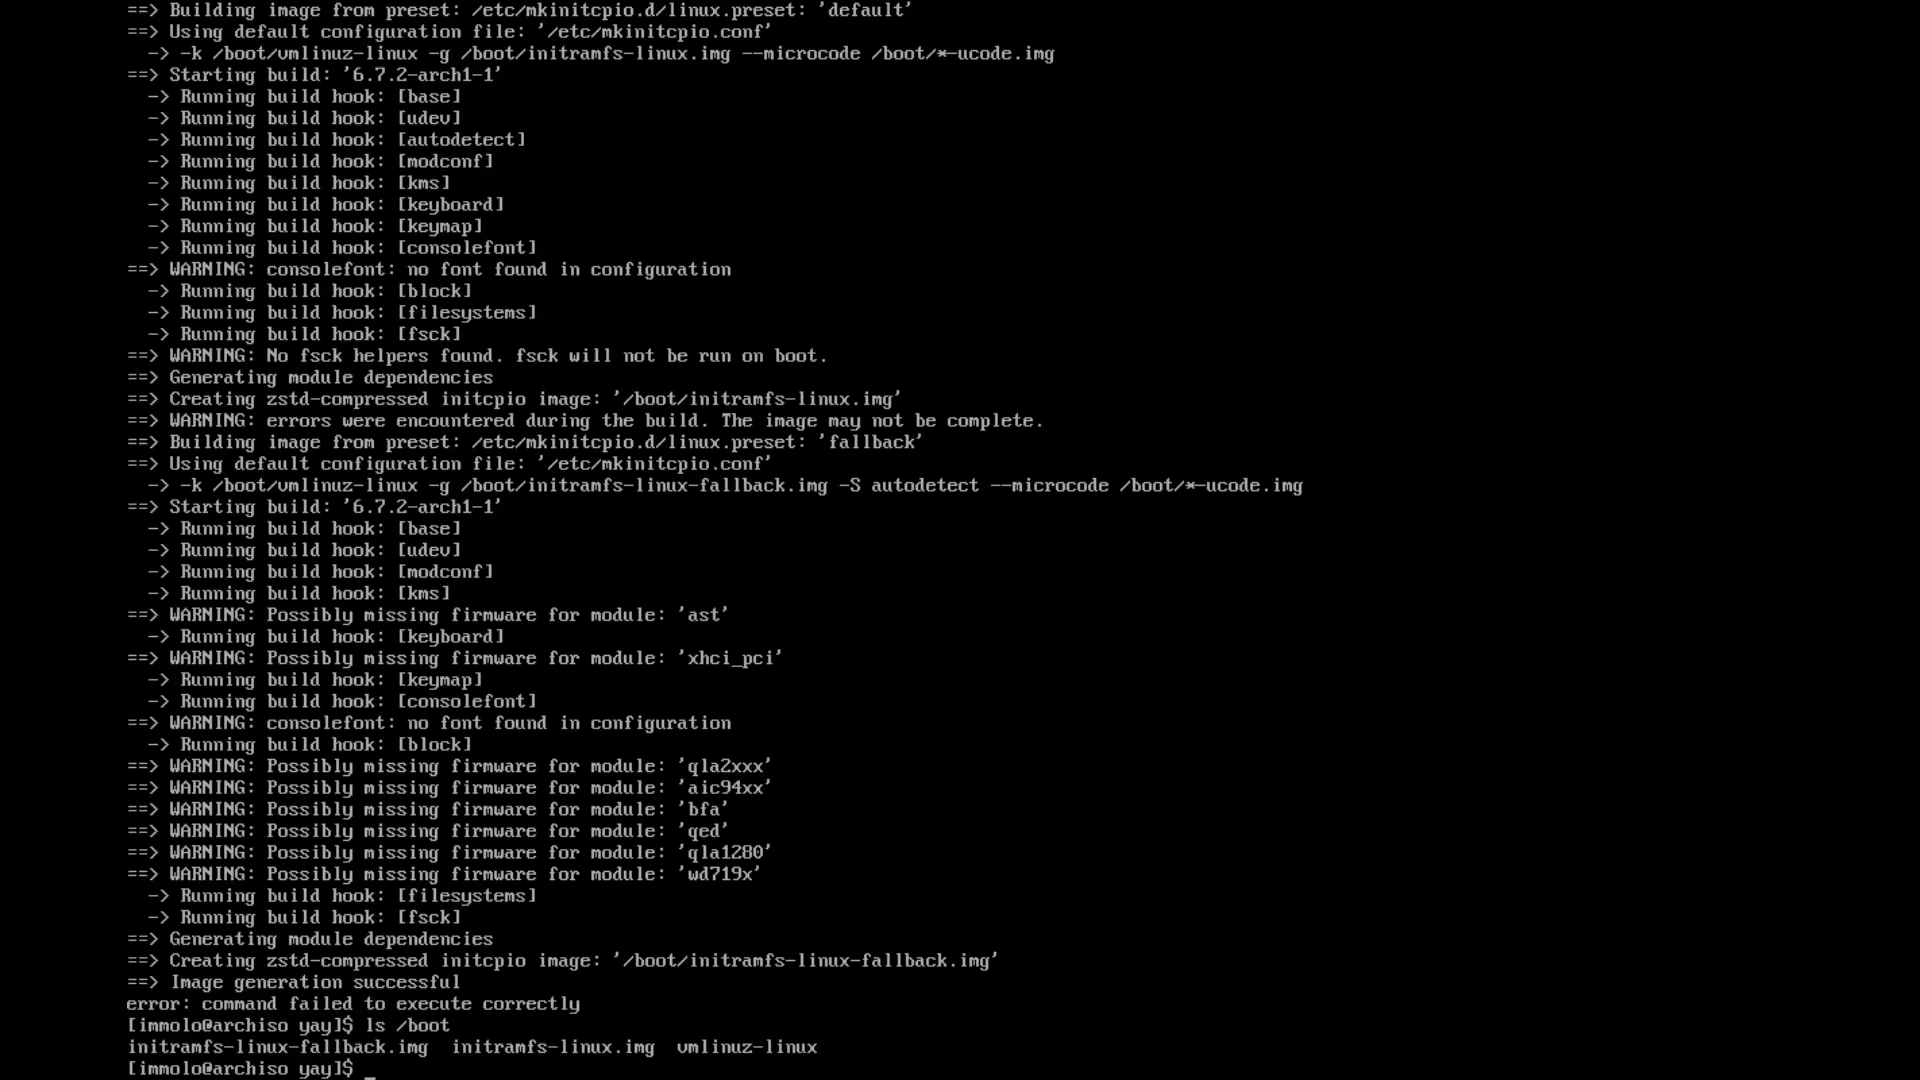 ==> Building image from preset: /etc/mkinitcpio.d/linux.preset: 'default'
==> Using default configuration file: '/etc/mkinitcpio.conf'
  -> -k /boot/vmlinuz-linux -g /boot/initramfs-linux.img --microcode /boot/*-ucode.img
==> Starting build: '6.7.2-arch1-1'
  -> Running build hook: [base]
  -> Running build hook: [udev]
  -> Running build hook: [autodetect]
  -> Running build hook: [modconf]
  -> Running build hook: [kms]
  -> Running build hook: [keyboard]
  -> Running build hook: [keymap]
  -> Running build hook: [consolefont]
==> WARNING: consolefont: no font found in configuration
  -> Running build hook: [block]
  -> Running build hook: [filesystems]
  -> Running build hook: [fsck]
==> WARNING: No fsck helpers found. fsck will not be run on boot.
==> Generating module dependencies
==> Creating zstd-compressed initcpio image: '/boot/initramfs-linux.img'
==> WARNING: errors were encountered during the build. The image may not be complete.
==> Building image from preset: /etc/mkinitcpio.d/linux.preset: 'fallback'
==> Using default configuration file: '/etc/mkinitcpio.conf'
  -> -k /boot/vmlinuz-linux -g /boot/initramfs-linux-fallback.img -S autodetect --microcode /boot/*-ucode.img
==> Starting build: '6.7.2-arch1-1'
  -> Running build hook: [base]
  -> Running build hook: [udev]
  -> Running build hook: [modconf]
  -> Running build hook: [kms]
==> WARNING: Possibly missing firmware for module: 'ast'
  -> Running build hook: [keyboard]
==> WARNING: Possibly missing firmware for module: 'xhci_pci'
  -> Running build hook: [keymap]
  -> Running build hook: [consolefont]
==> WARNING: consolefont: no font found in configuration
  -> Running build hook: [block]
==> WARNING: Possibly missing firmware for module: 'qla2xxx'
==> WARNING: Possibly missing firmware for module: 'aic94xx'
==> WARNING: Possibly missing firmware for module: 'bfa'
==> WARNING: Possibly missing firmware for module: 'qed'
==> WARNING: Possibly missing firmware for module: 'qla1280'
==> WARNING: Possibly missing firmware for module: 'wd719x'
  -> Running build hook: [filesystems]
  -> Running build hook: [fsck]
==> Generating module dependencies
==> Creating zstd-compressed initcpio image: '/boot/initramfs-linux-fallback.img'
==> Image generation successful
error: command failed to execute correctly
[immolo@archiso yay]$ ls /boot
initramfs-linux-fallback.img  initramfs-linux.img  vmlinuz-linux
[immolo@archiso yay]$ _